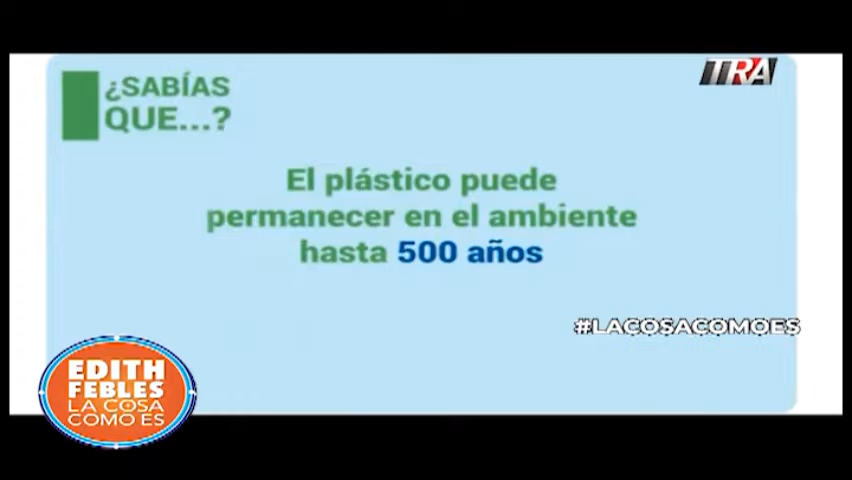 TRA
¿SABÍAS
QUE...?
El plástico puede
permanecer en el ambiente
hasta 500 años
#LACOSACOMOES
EDITH
FEBLES
LA COSA
COMO ES